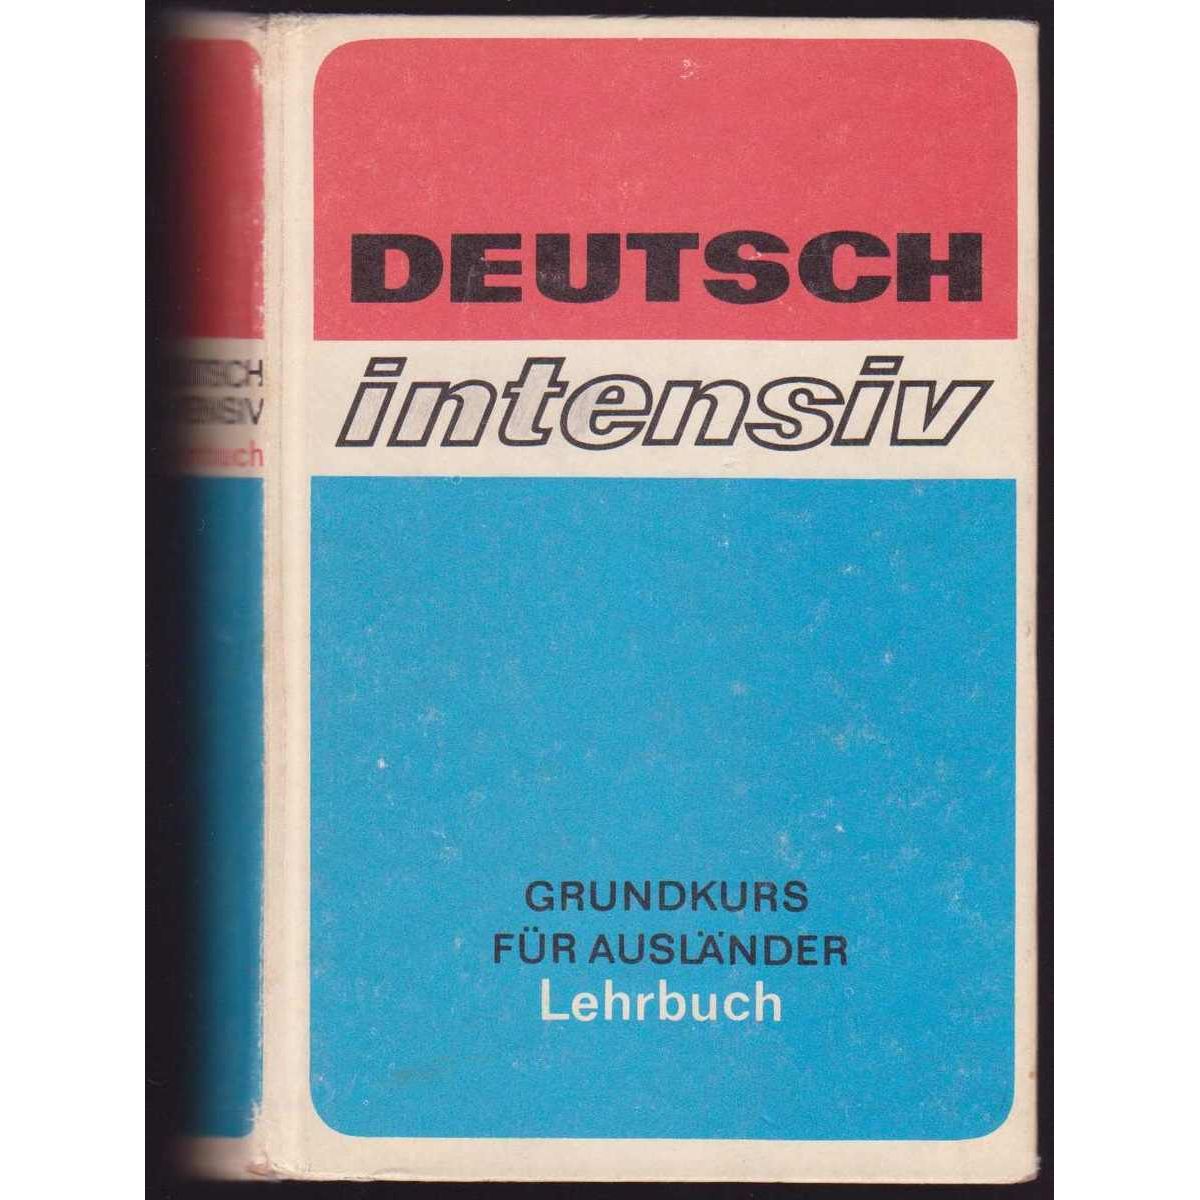 DEUTSCH
intensiv
GRUNDKURS
FÜR AUSLÄNDER
Lehrbuch